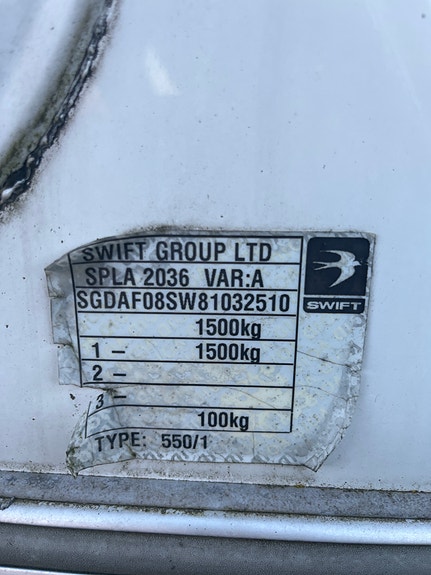 SWIFT GROUP LTD
SPLA 2036 VAR:A
SGDAF08SW81032510
1500kg
1 – 1500kg
2 –
3 –
100kg
TYPE: 550/1
SWIFT